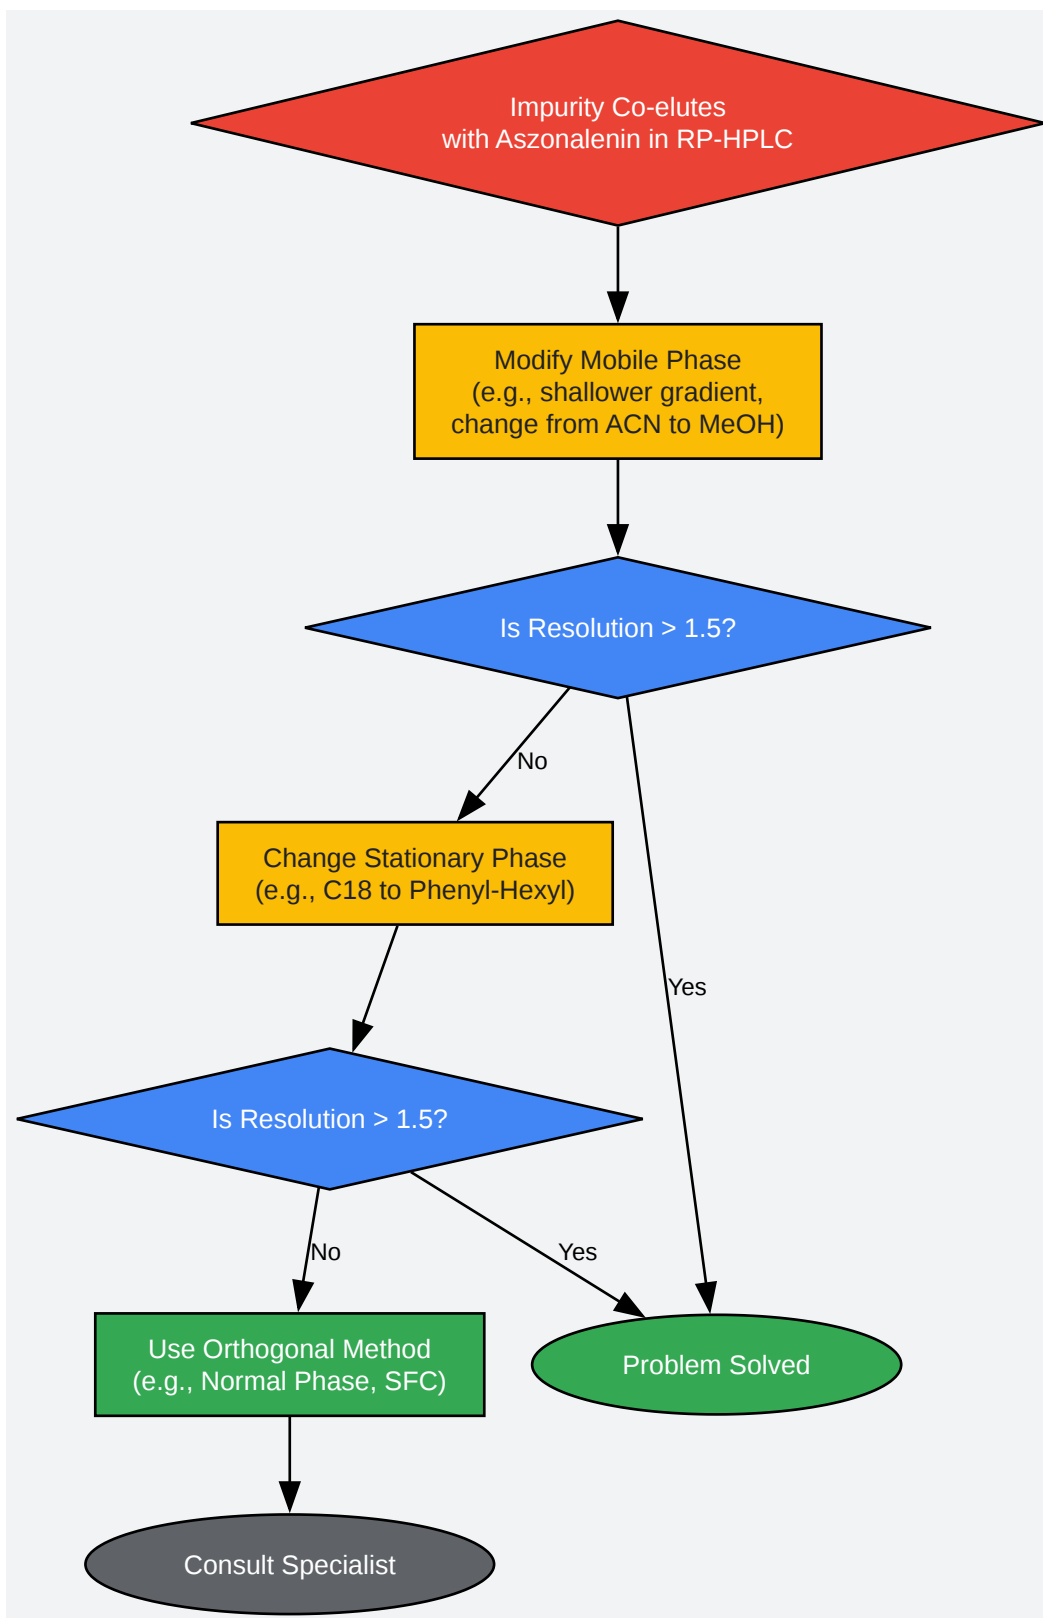 Impurity Co-elutes
with Aszonalenin in RP-HPLC
Modify Mobile Phase
(e.g., shallower gradient,
change from ACN to MeOH)
Is Resolution > 1.5?
No
Change Stationary Phase
(e.g., C18 to Phenyl-Hexyl)
Yes
Is Resolution > 1.5?
No
Yes
Use Orthogonal Method
(e.g., Normal Phase, SFC)
Problem Solved
Consult Specialist